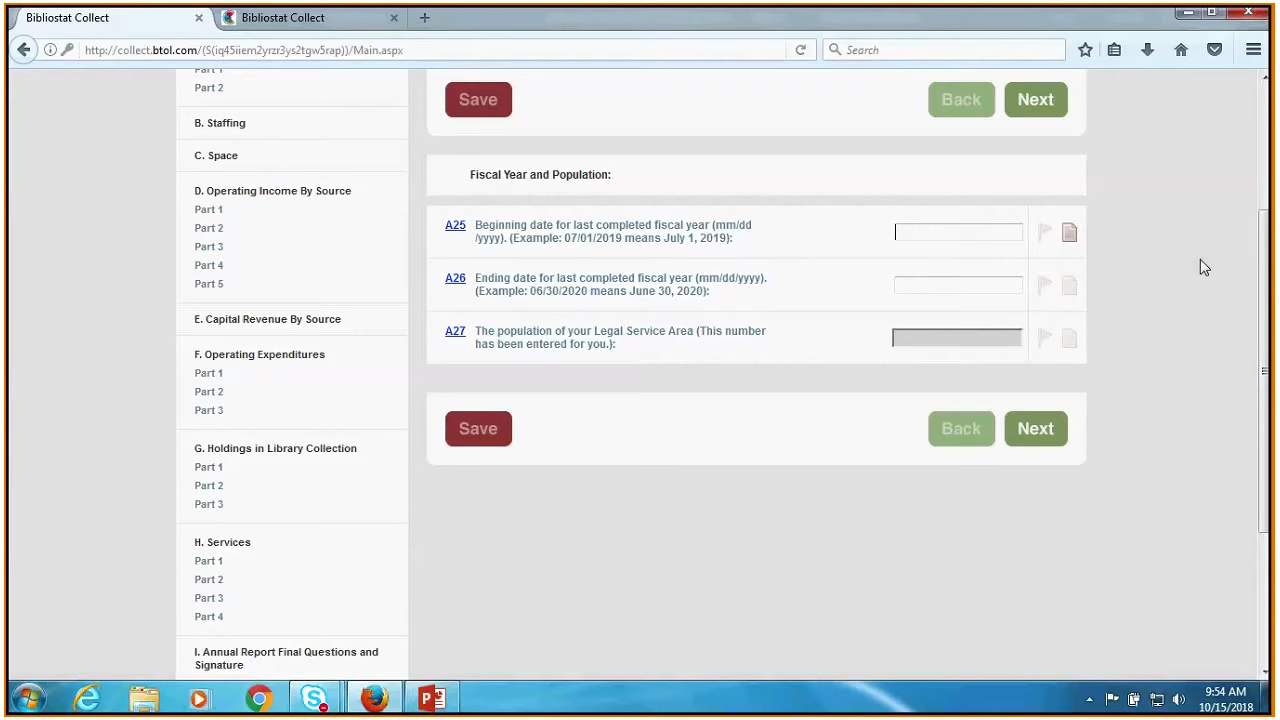 Bibliostat Collect
Bibliostat Collect
http://collect.btol.com/(S(iq45iiem2yrzr3ys2tgw5rap))/Main.aspx
Search
Part 1
Part 2
B. Staffing
C. Space
D. Operating Income By Source
Part 1
Part 2
Part 3
Part 4
Part 5
E. Capital Revenue By Source
F. Operating Expenditures
Part 1
Part 2
Part 3
G. Holdings in Library Collection
Part 1
Part 2
Part 3
H. Services
Part 1
Part 2
Part 3
Part 4
I. Annual Report Final Questions and
Signature
Save
Back
Next
Fiscal Year and Population:
A25 Beginning date for last completed fiscal year (mm/dd
/yyyy). (Example: 07/01/2019 means July 1, 2019):
A26 Ending date for last completed fiscal year (mm/dd/yyyy).
(Example: 06/30/2020 means June 30, 2020):
A27 The population of your Legal Service Area (This number
has been entered for you.):
Save
Back
Next
9:54 AM
10/15/2018